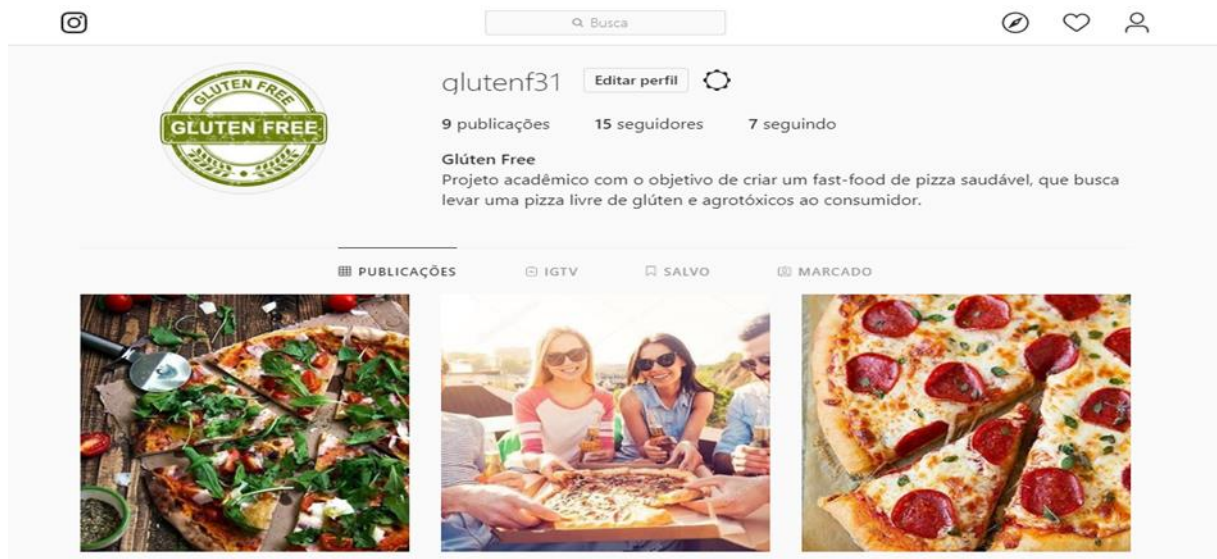 Busca
glutenf31 Editar perfil
9 publicações 15 seguidores 7 seguindo
Glúten Free
Projeto acadêmico com o objetivo de criar um fast-food de pizza saudável, que busca
levar uma pizza livre de glúten e agrotóxicos ao consumidor.
GLUTEN FREE
GLUTEN FREE
PUBLICAÇÕES IGTV SALVO MARCADO